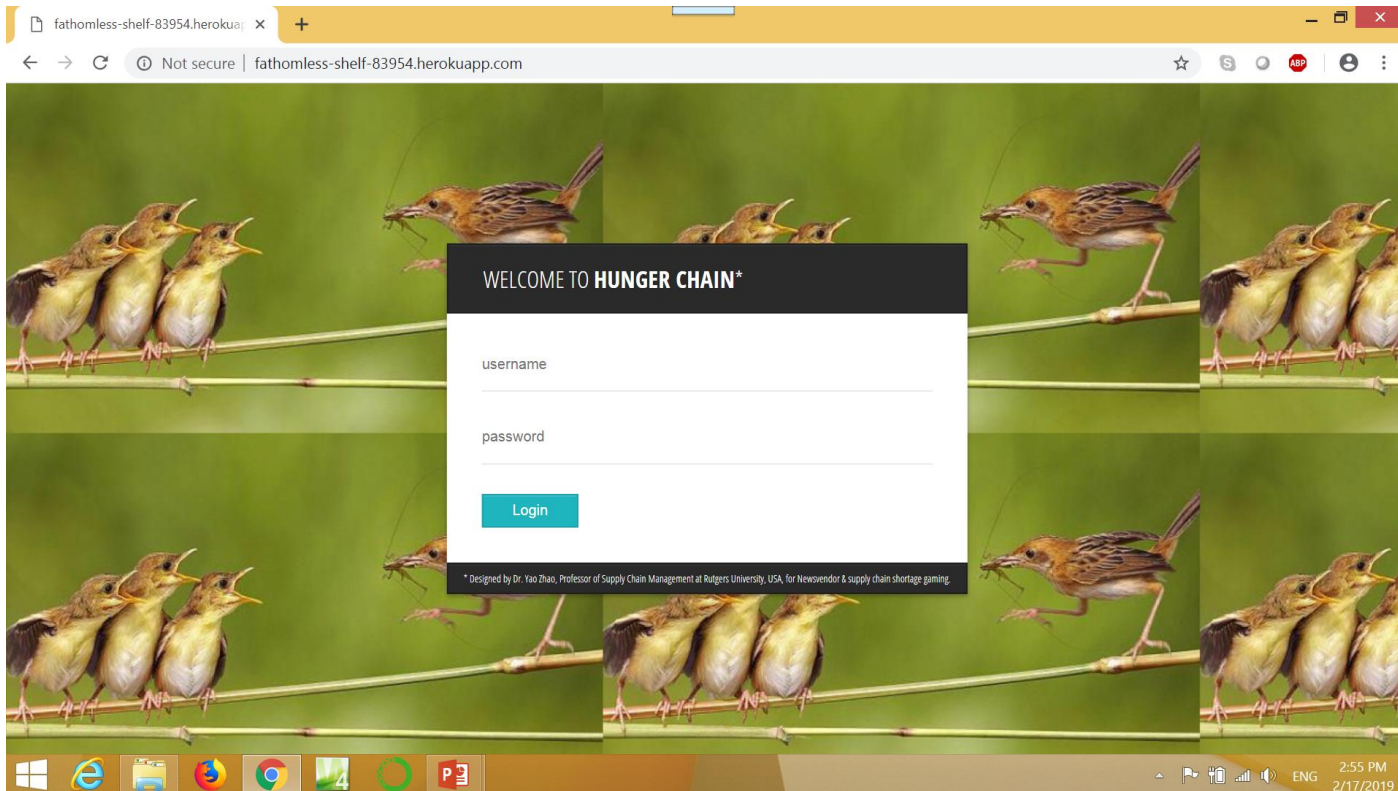 fathomless-shelf-83954.herokuap
Not secure | fathomless-shelf-83954.herokuapp.com
ABP
WELCOME TO HUNGER CHAIN*
username
password
Login
* Designed by Dr. Yao Zhao, Professor of Supply Chain Management at Rutgers University, USA, for Newsvendor & supply chain shortage gaming.
ENG
2:55 PM
2/17/2019